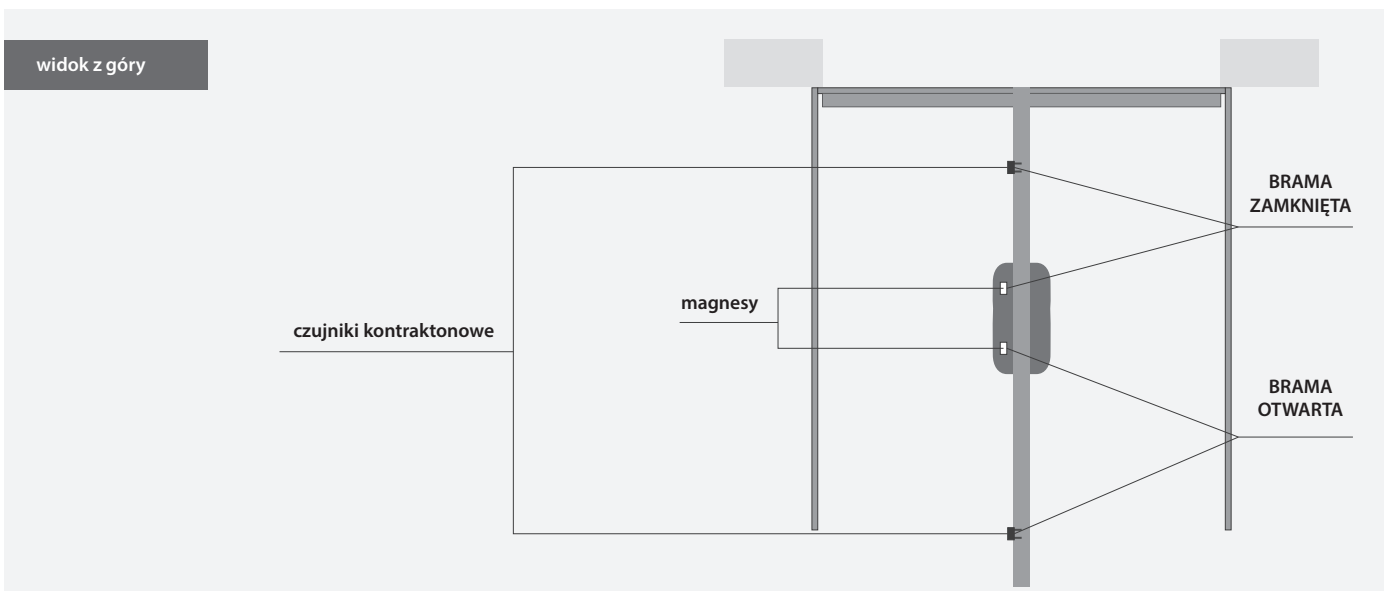 widok z góry
BRAMA
ZAMKNIĘTA
magnesy
czujniki kontraktonowe
BRAMA
OTWARTA